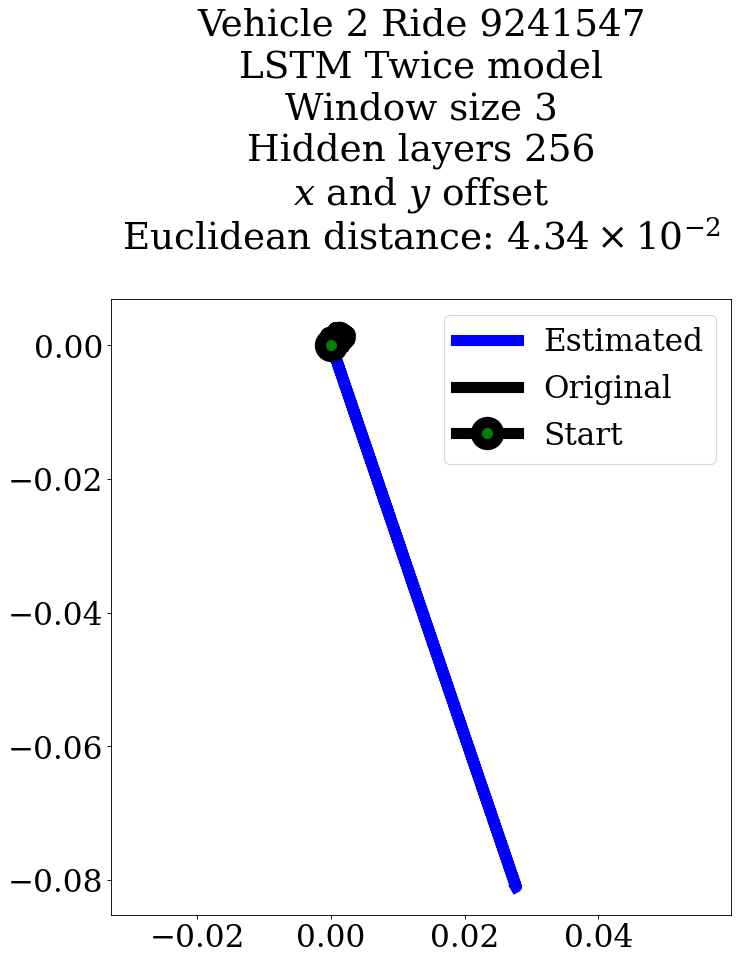 Vehicle 2 Ride 9241547
LSTM Twice model
Window size 3
Hidden layers 256
x and y offset
Euclidean distance: 4.34 × 10⁻²
Estimated
Original
Start
0.00
−0.02
−0.04
−0.06
−0.08
−0.02 0.00 0.02 0.04